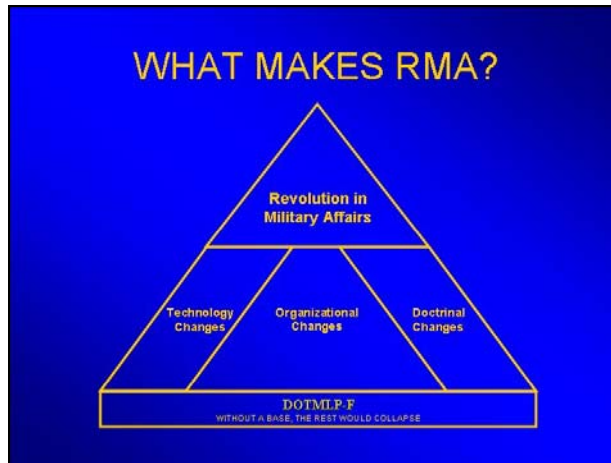 WHAT MAKES RMA?
Revolution in
Military Affairs
Technology
Changes
Organizational
Changes
Doctrinal
Changes
DOTMLP-F
WITHOUT A BASE, THE REST WOULD COLLAPSE